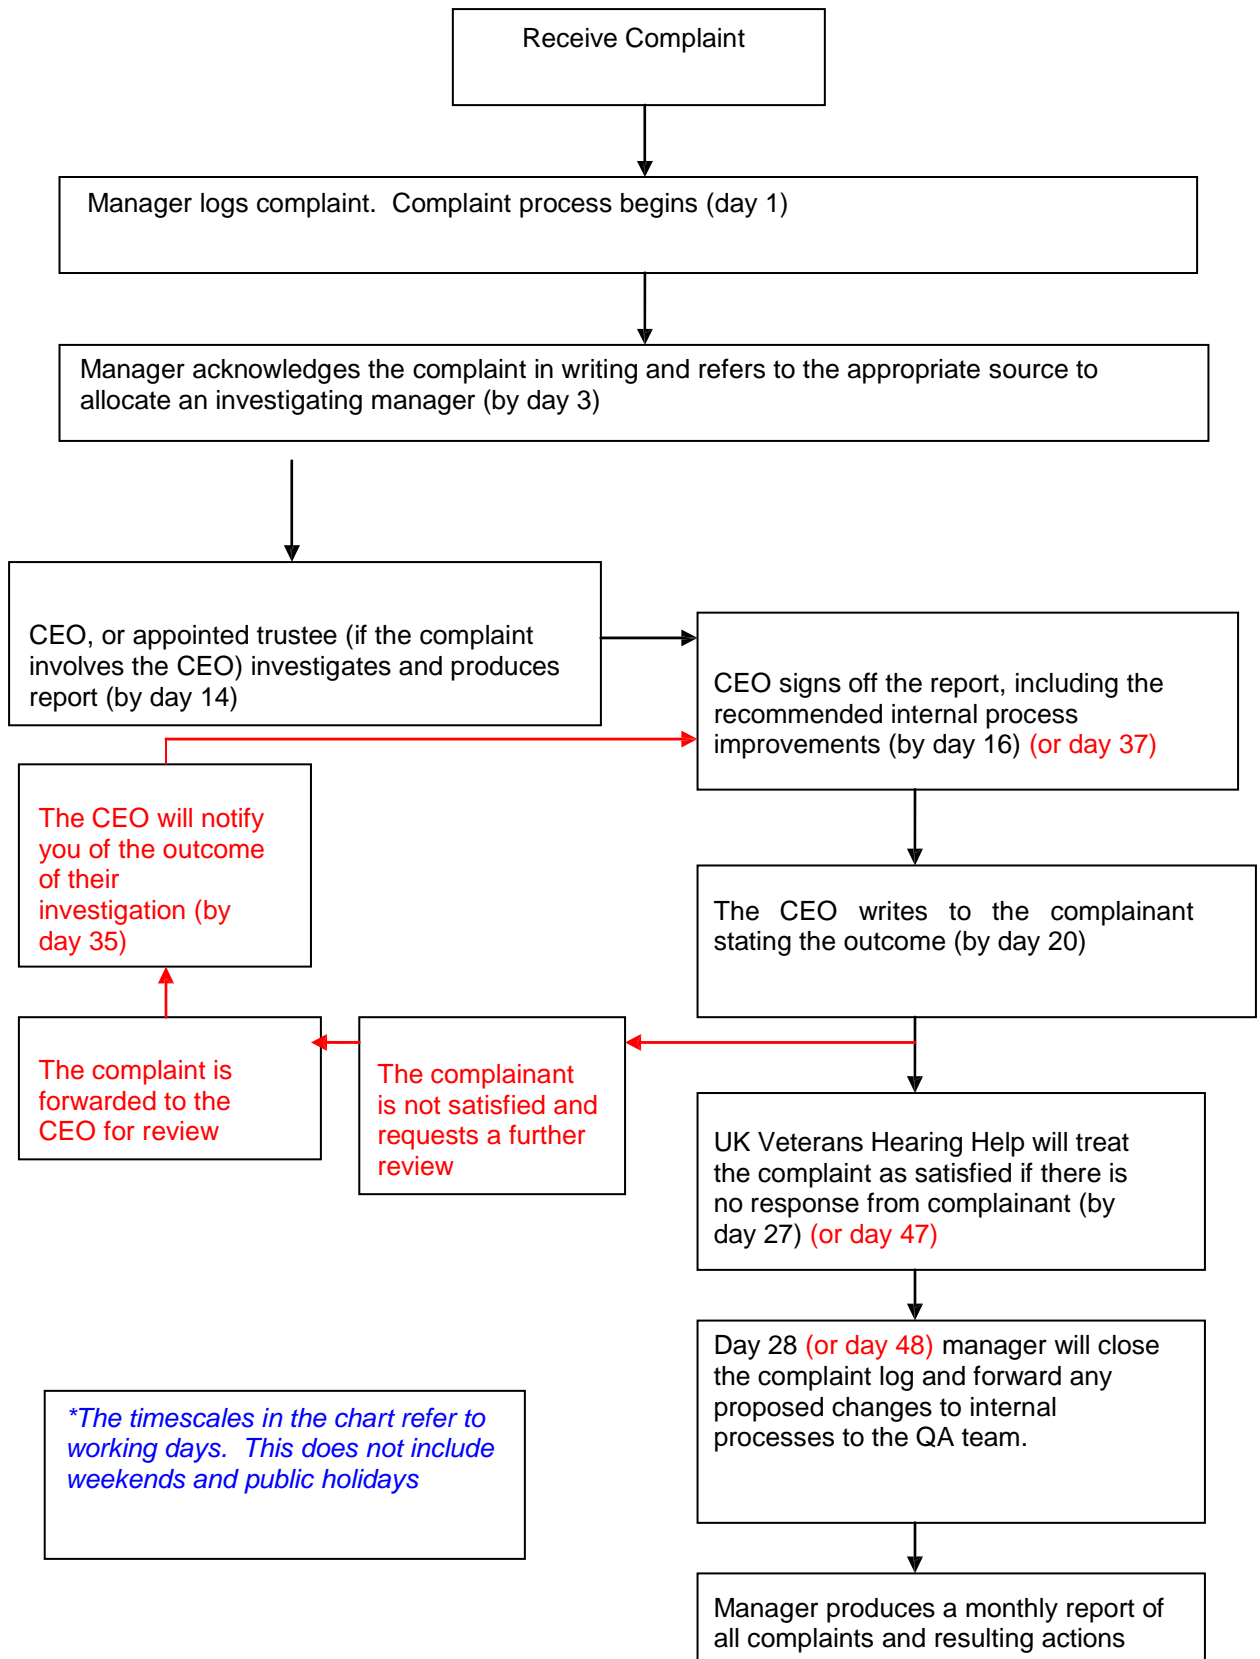 Receive Complaint
Manager logs complaint.  Complaint process begins (day 1)
Manager acknowledges the complaint in writing and refers to the appropriate source to
allocate an investigating manager (by day 3)
CEO, or appointed trustee (if the complaint
involves the CEO) investigates and produces
report (by day 14)
CEO signs off the report, including the
recommended internal process
improvements (by day 16) (or day 37)
The CEO will notify
you of the outcome
of their
investigation (by
day 35)
The CEO writes to the complainant
stating the outcome (by day 20)
The complaint is
forwarded to the
CEO for review
The complainant
is not satisfied and
requests a further
review
UK Veterans Hearing Help will treat
the complaint as satisfied if there is
no response from complainant (by
day 27) (or day 47)
Day 28 (or day 48) manager will close
the complaint log and forward any
proposed changes to internal
processes to the QA team.
*The timescales in the chart refer to
working days.  This does not include
weekends and public holidays
Manager produces a monthly report of
all complaints and resulting actions